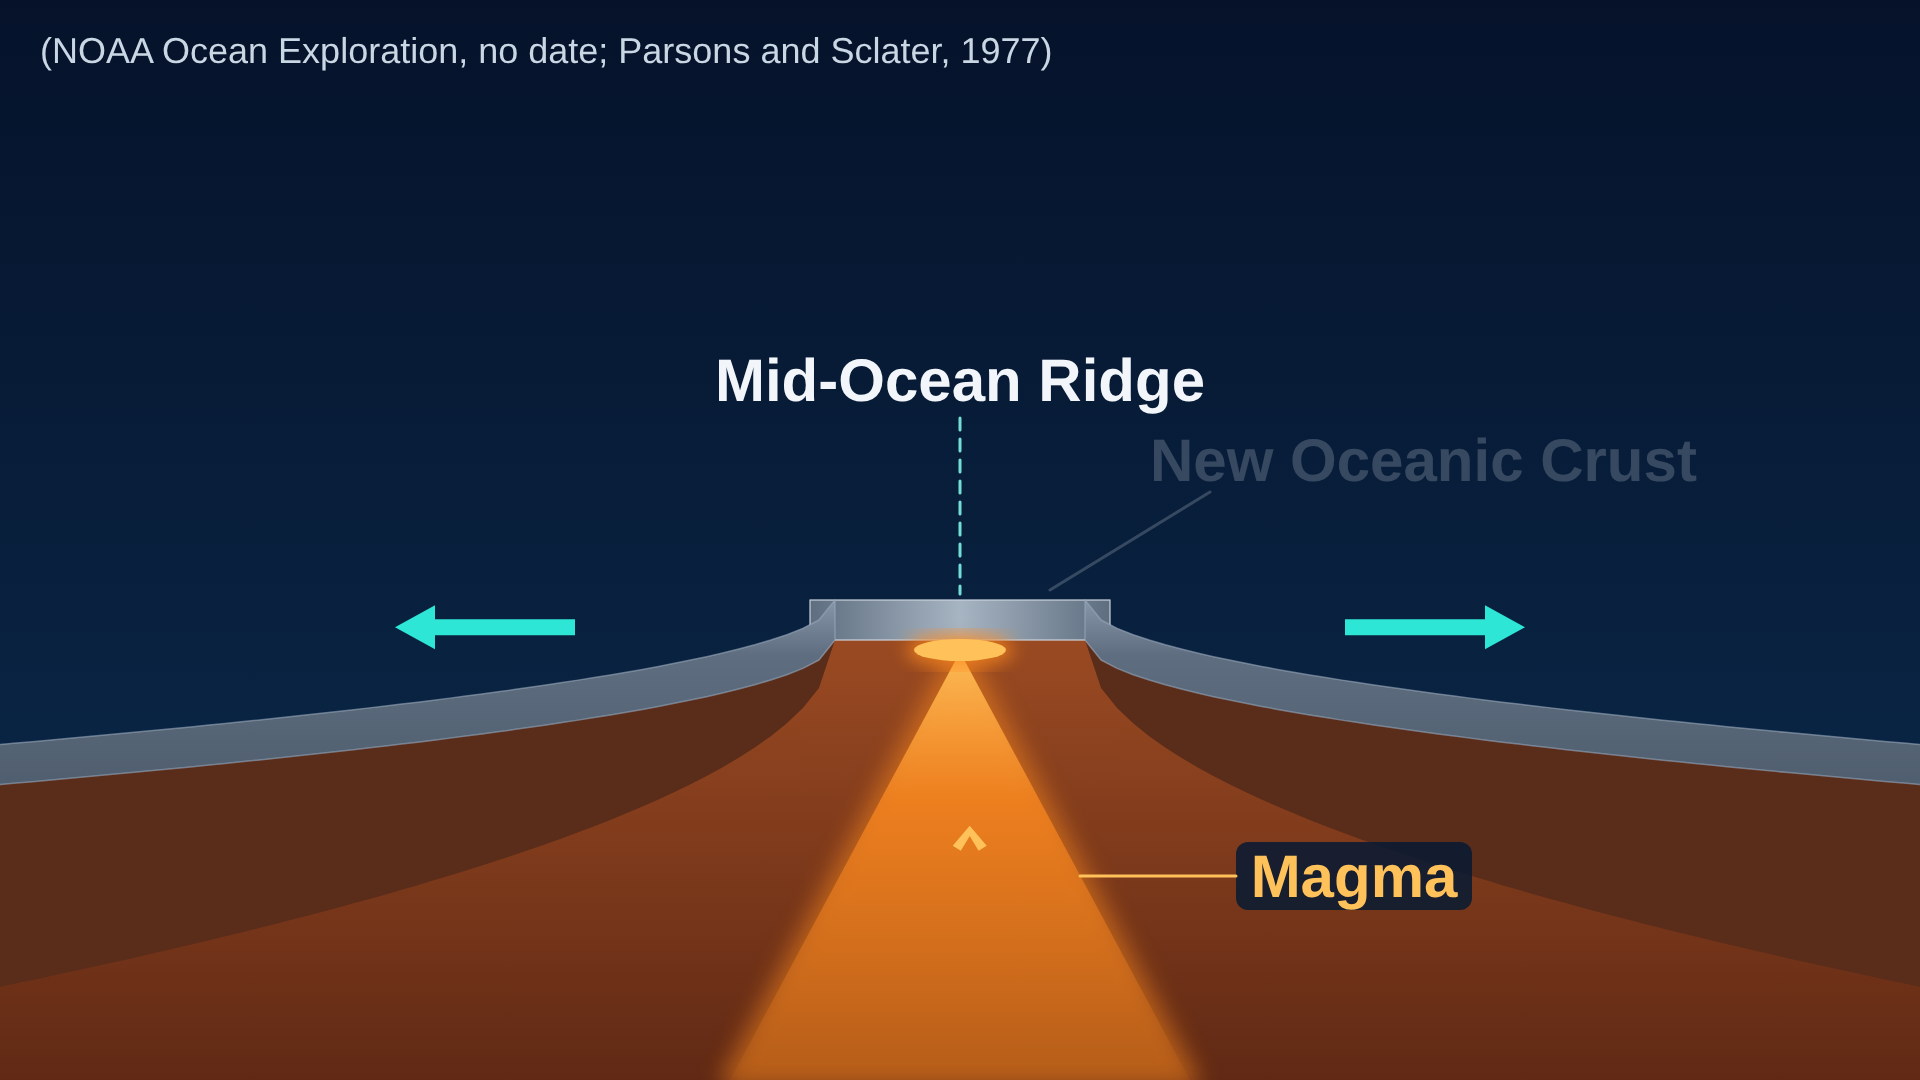 (NOAA Ocean Exploration, no date; Parsons and Sclater, 1977)
Mid-Ocean Ridge
New Oceanic Crust
Magma